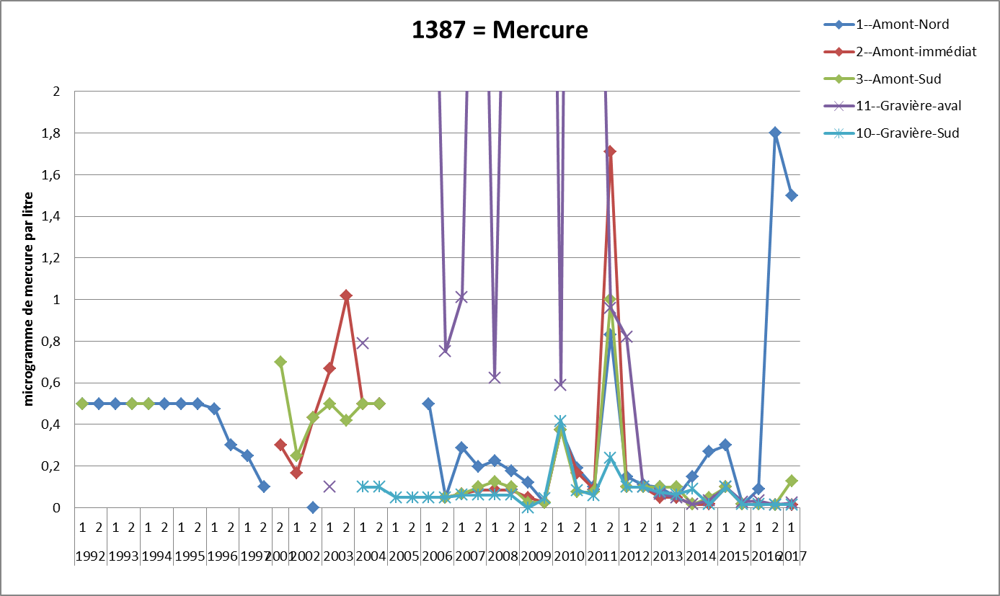 1387 = Mercure
1--Amont-Nord
2--Amont-immédiat
3--Amont-Sud
11--Gravière-aval
10--Gravière-Sud
microgramme de mercure par litre
2
1,8
1,6
1,4
1,2
1
0,8
0,6
0,4
0,2
0
1 2 1 2 1 2 1 2 1 2 1 2 2 1 2 1 2 1 2 1 2 1 2 1 2 1 2 1 2 1 2 1 2 1 2 1 2 1 2 1 2 1 2 1
1992 1993 1994 1995 1996 1997 2001 2002 2003 2004 2005 2006 2007 2008 2009 2010 2011 2012 2013 2014 2015 2016 2017